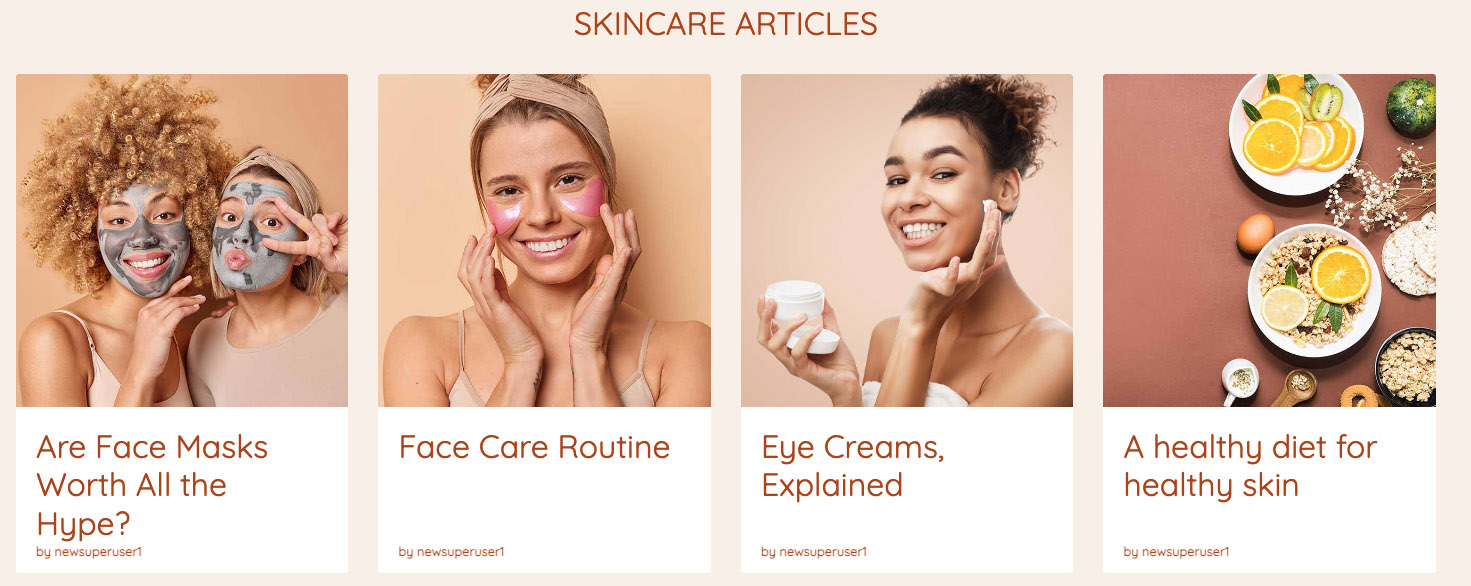 SKINCARE ARTICLES
Are Face Masks
Worth All the
Hype?
by newsuperuser1
Face Care Routine
by newsuperuser1
Eye Creams,
Explained
by newsuperuser1
A healthy diet for
healthy skin
by newsuperuser1